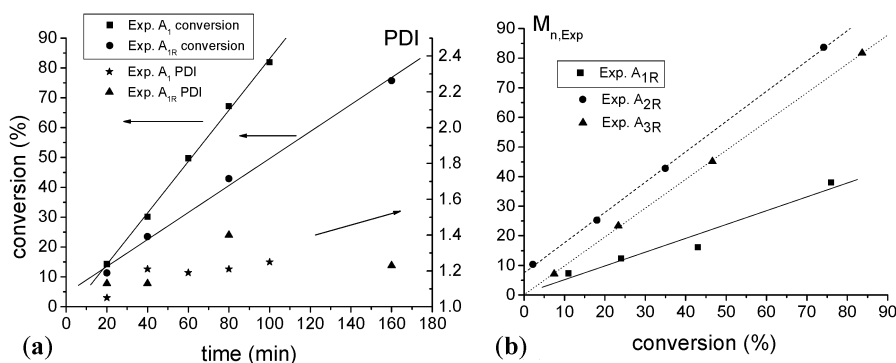 Exp. A1 conversion
Exp. A1R conversion
Exp. A1 PDI
Exp. A1R PDI
PDI
90
80
70
60
50
40
30
20
10
0
conversion (%)
2.4
2.2
2.0
1.8
1.6
1.4
1.2
1.0
0 20 40 60 80 100 120 140 160 180
time (min)
(a)
Mn,Exp
Exp. A1R
Exp. A2R
Exp. A3R
90
80
70
60
50
40
30
20
10
0
0 10 20 30 40 50 60 70 80 90
conversion (%)
(b)